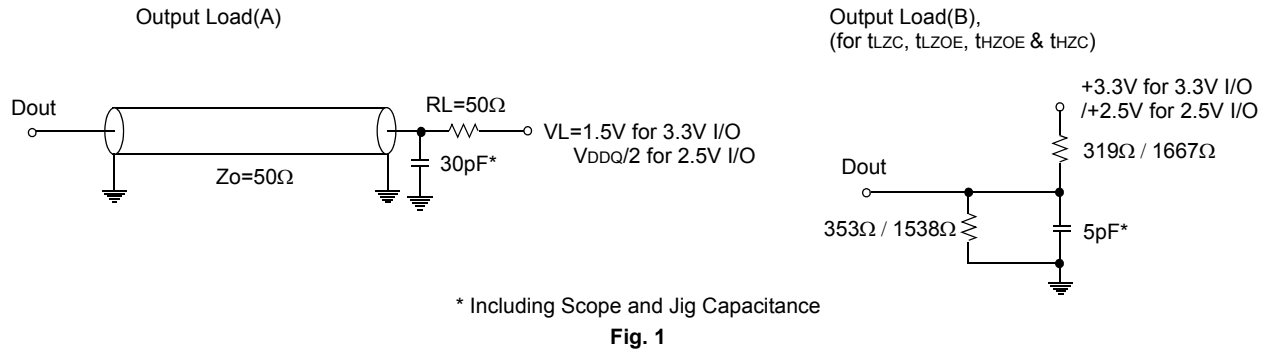 Output Load(A)
Dout
Zo=50Ω
RL=50Ω
30pF*
VL=1.5V for 3.3V I/O
VDDQ/2 for 2.5V I/O
Output Load(B),
(for tLZC, tLZOE, tHZOE & tHZC)
+3.3V for 3.3V I/O
/+2.5V for 2.5V I/O
319Ω / 1667Ω
Dout
353Ω / 1538Ω
5pF*
* Including Scope and Jig Capacitance
Fig. 1